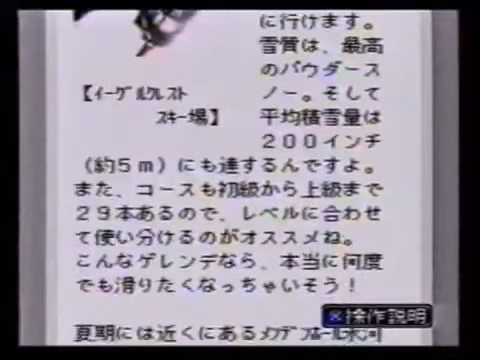 に行けます。
雪質は、最高
のパウダース
ノー。そして
平均積雪量は
200インチ
【イーグルクレスト
スキー場】
(約5m)にも達するんですよ。
また、コースも初級から上級まで
29本あるので、レベルに合わせ
て使い分けるのがオススメね。
こんなゲレンデなら、本当に何度
でも滑りたくなっちゃいそう!
※操作説明
夏期には近くにある